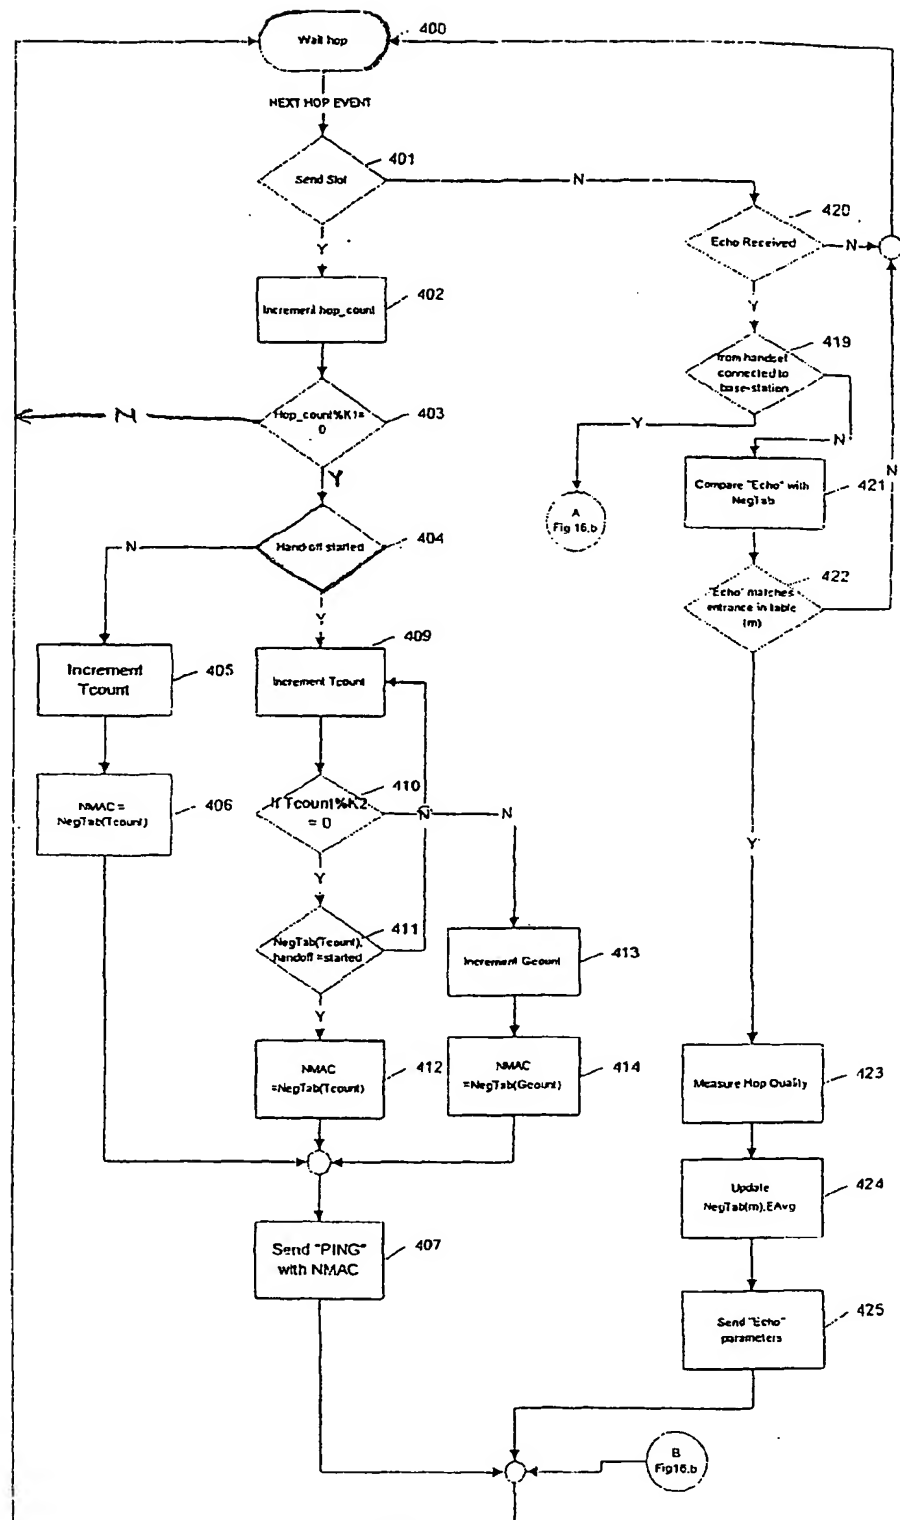 Wait hop
400
NEXT HOP EVENT
Send Slot
401
N
Y
Echo Received
420
N
Y
Increment hop_count
402
from handset
connected to
base-station
419
Y
N
Hop_count%K1=
0
403
N
Y
A
Fig 16,b
Compare "Echo" with
NegTab
421
N
Handoff started
404
N
Y
"Echo" matches
entrance in table
(m)
422
Y
Increment
Tcount
405
Increment Tcount
409
NMAC =
NegTab(Tcount)
406
If Tcount%K2
= 0
410
N
N
Y
NegTab(Tcount),
handoff =started
411
Y
Increment Gcount
413
NMAC
=NegTab(Tcount)
412
NMAC
=NegTab(Gcount)
414
Measure Hop Quality
423
Update
NegTab(m),EAvg
424
Send "PING"
with NMAC
407
Send "Echo"
parameters
425
B
Fig16,b